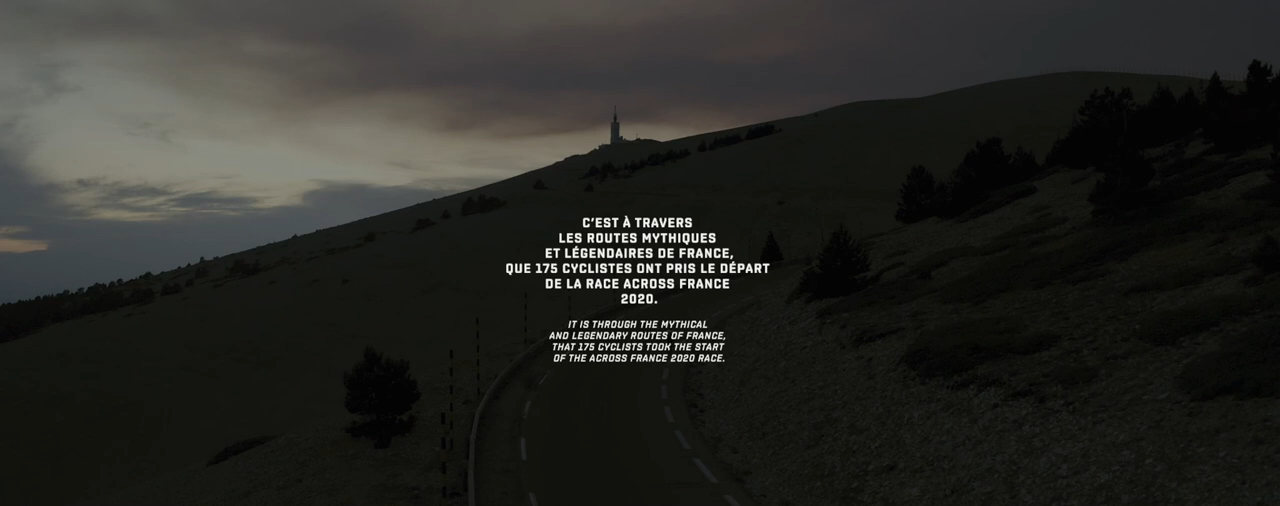 C'EST À TRAVERS
LES ROUTES MYTHIQUES
ET LÉGENDAIRES DE FRANCE,
QUE 175 CYCLISTES ONT PRIS LE DÉPART
DE LA RACE ACROSS FRANCE
2020.
IT IS THROUGH THE MYTHICAL
AND LEGENDARY ROUTES OF FRANCE,
THAT 175 CYCLISTS TOOK THE START
OF THE ACROSS FRANCE 2020 RACE.